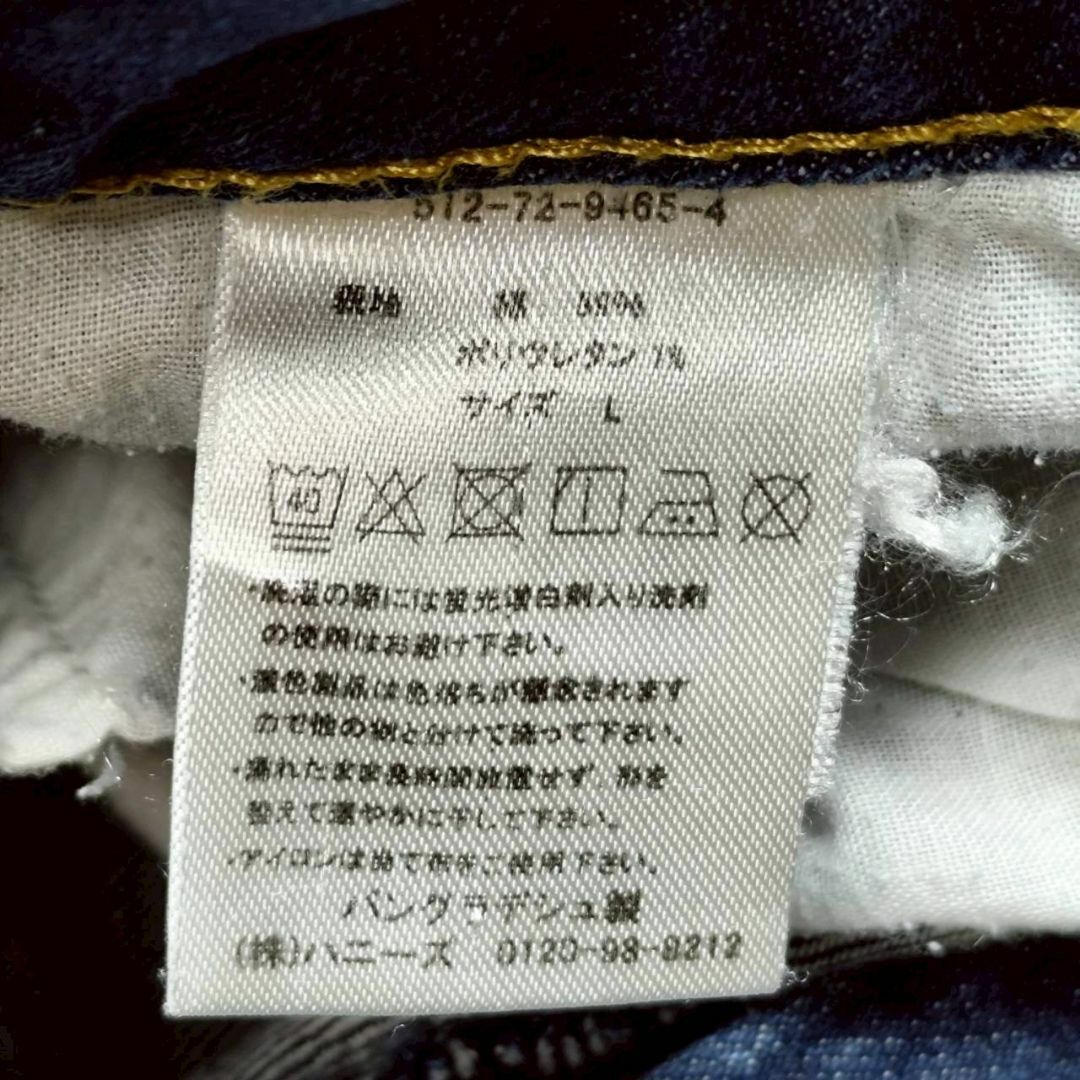 512-72-9465-4
表地 綿 99%
ポリウレタン 1%
サイズ L
40
・洗濯の際には蛍光増白剤入り洗剤
の使用はお避け下さい。
・濃色製品は色落ちが懸念されます
ので他の物と分けて洗って下さい。
・濡れたまま長時間放置せず、形を
整えて速やかに干して下さい。
・アイロンは当て布をご使用下さい。
バングラデシュ製
(株)ハニーズ 0120-98-8212